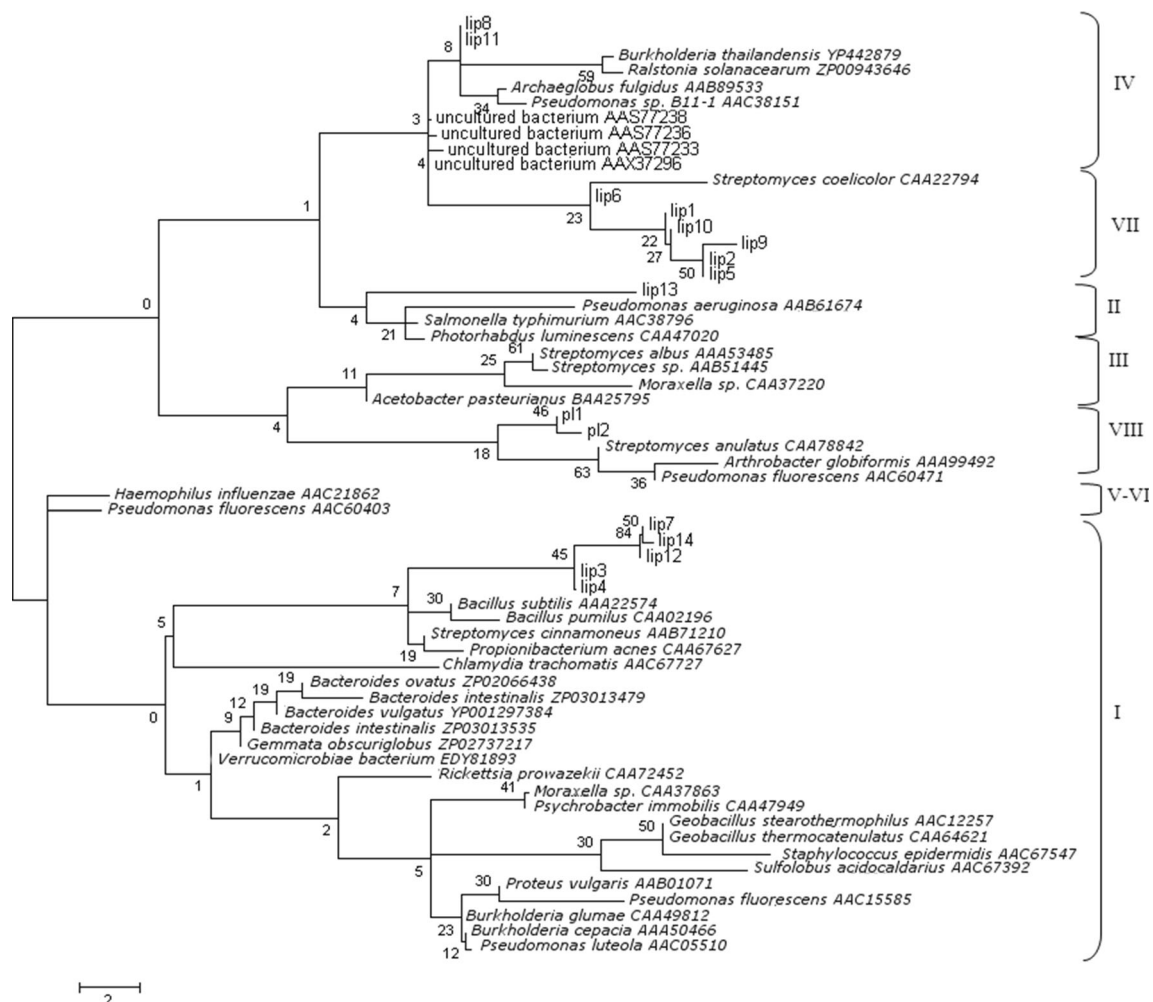 lip8
lip11
8
Burkholderia thailandensis YP442879
59
Ralstonia solanacearum ZP00943646
IV
Archaeglobus fulgidus AAB89533
34
Pseudomonas sp. B11-1 AAC38151
3
uncultured bacterium AAS77238
uncultured bacterium AAS77236
uncultured bacterium AAS77233
4
uncultured bacterium AAX37296
Streptomyces coelicolor CAA22794
lip6
1
23
lip1
VII
lip10
22
lip9
27
lip2
50
lip5
lip13
0
Pseudomonas aeruginosa AAB61674
II
4
Salmonella typhimurium AAC38796
21
Photorhabdus luminescens CAA47020
61
Streptomyces albus AAA53485
25
Streptomyces sp. AAB51445
III
11
Moraxella sp. CAA37220
Acetobacter pasteurianus BAA25795
46
pl1
4
pl2
VIII
18
Streptomyces anulatus CAA78842
63
Arthrobacter globiformis AAA99492
36
Pseudomonas fluorescens AAC60471
Haemophilus influenzae AAC21862
V-VI
Pseudomonas fluorescens AAC60403
50
lip7
84
lip14
45
lip12
lip3
lip4
7
30
Bacillus subtilis AAA22574
Bacillus pumilus CAA02196
5
Streptomyces cinnamoneus AAB71210
19
Propionibacterium acnes CAA67627
Chlamydia trachomatis AAC67727
19
Bacteroides ovatus ZP02066438
19
Bacteroides intestinalis ZP03013479
12
Bacteroides vulgatus YP001297384
I
0
9
Bacteroides intestinalis ZP03013535
Gemmata obscuriglobus ZP02737217
Verrucomicrobiae bacterium EDY81893
1
Rickettsia prowazekii CAA72452
41
Moraxella sp. CAA37863
Psychrobacter immobilis CAA47949
2
50
Geobacillus stearothermophilus AAC12257
Geobacillus thermocatenulatus CAA64621
30
Staphylococcus epidermidis AAC67547
5
Sulfolobus acidocaldarius AAC67392
30
Proteus vulgaris AAB01071
Pseudomonas fluorescens AAC15585
Burkholderia glumae CAA49812
23
Burkholderia cepacia AAA50466
12
Pseudomonas luteola AAC05510
2